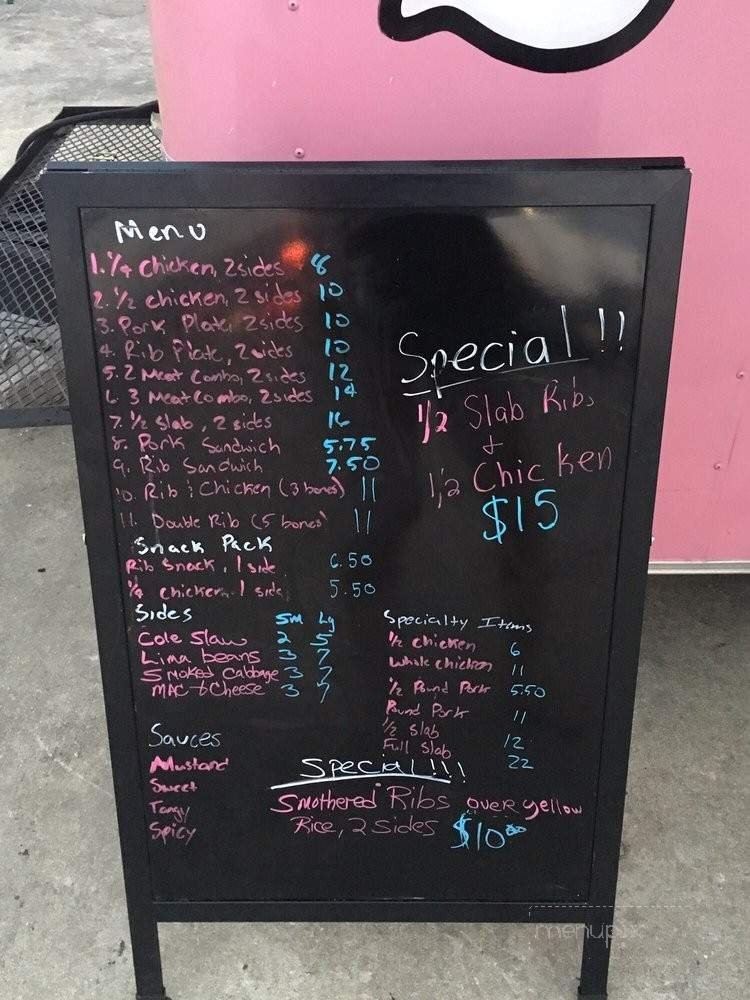 Menu
1. 1/4 Chicken, 2 sides 8
2. 1/2 chicken, 2 sides 10
3. Pork Plate, 2 sides 10
4. Rib Plate, 2 sides 10
5. 2 Meat Combo, 2 sides 12
6. 3 Meat combo, 2 sides 14
7. 1/2 slab, 2 sides 16
8. Pork Sandwich 5.75
9. Rib Sandwich 7.50
10. Rib & Chicken (3 bones) 11
11. Double Rib (5 bones) 11
Snack Pack
Rib Snack, 1 side 6.50
1/4 chicken, 1 side 5.50
Sides Sm Lg
Cole Slaw 2 5
Lima beans 3 7
Smoked Cabbage 3 7
Mac & Cheese 3 7
Sauces
Mustard
Sweet
Tangy
Spicy
Special!!
1/2 Slab Ribs
+
1/2 Chicken
$15
Specialty Items
1/2 chicken 6
Whole chicken 11
1/2 Pound Pork 5.50
Pound Pork 11
1/2 Slab 12
Full Slab 22
Special!!!
Smothered Ribs over yellow
Rice, 2 sides $10.00
menupix